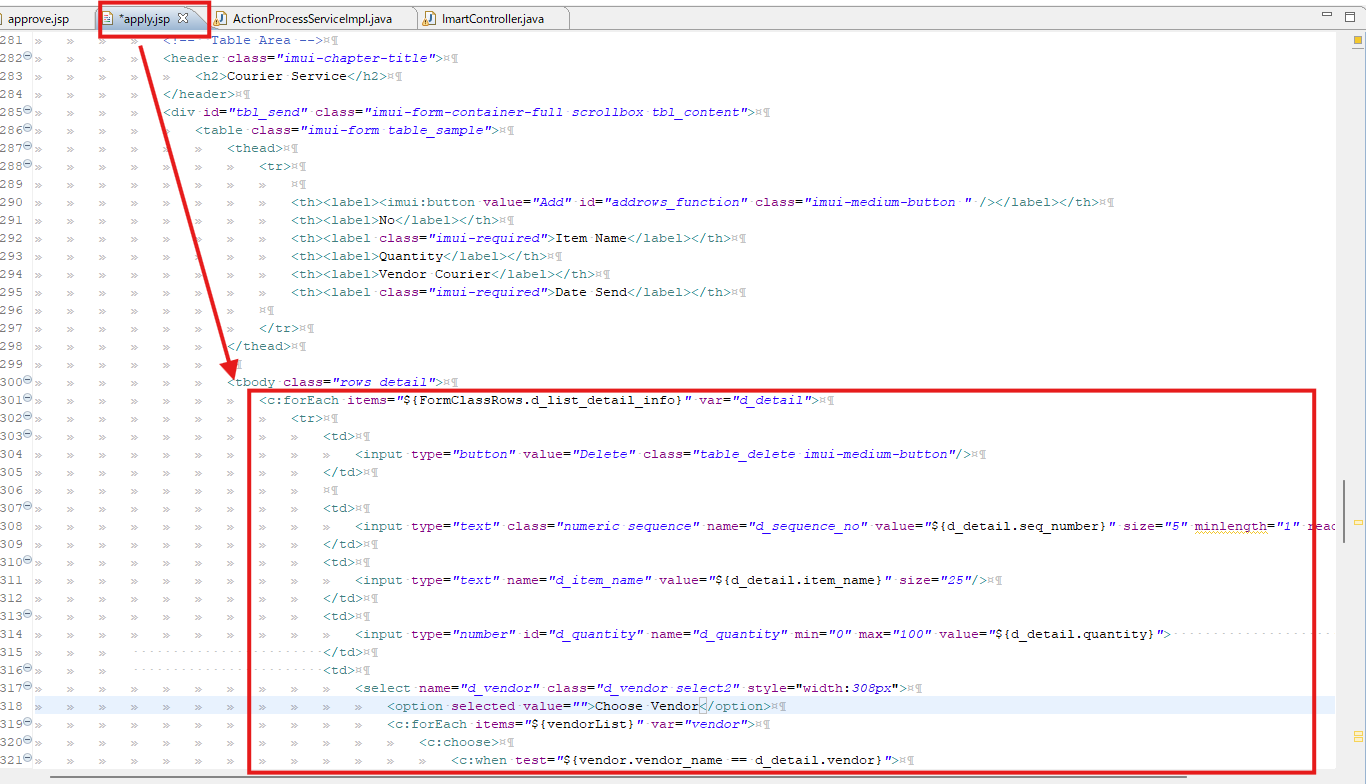 approve.jsp *apply.jsp ActionProcessServiceImpl.java ImartController.java
281 <!-- Table Area -->
282 <header class="imui-chapter-title">
283 <h2>Courier Service</h2>
284 </header>
285 <div id="tbl_send" class="imui-form-container-full scrollbox tbl_content">
286 <table class="imui-form table_sample">
287 <thead>
288 <tr>
289
290 <th><label><imui:button value="Add" id="addrows_function" class="imui-medium-button " /></label></th>
291 <th><label>No</label></th>
292 <th><label class="imui-required">Item Name</label></th>
293 <th><label>Quantity</label></th>
294 <th><label>Vendor Courier</label></th>
295 <th><label class="imui-required">Date Send</label></th>
296
297 </tr>
298 </thead>
299
300 <tbody class="rows_detail">
301 <c:forEach items="${FormClassRows.d_list_detail_info}" var="d_detail">
302 <tr>
303 <td>
304 <input type="button" value="Delete" class="table_delete imui-medium-button"/>
305 </td>
306
307 <td>
308 <input type="text" class="numeric sequence" name="d_sequence_no" value="${d_detail.seq_number}" size="5" minlength="1" reac
309 </td>
310 <td>
311 <input type="text" name="d_item_name" value="${d_detail.item_name}" size="25"/>
312 </td>
313 <td>
314 <input type="number" id="d_quantity" name="d_quantity" min="0" max="100" value="${d_detail.quantity}">
315 </td>
316 <td>
317 <select name="d_vendor" class="d_vendor select2" style="width:308px">
318 <option selected value="">Choose Vendor</option>
319 <c:forEach items="${vendorList}" var="vendor">
320 <c:choose>
321 <c:when test="${vendor.vendor_name == d_detail.vendor}">